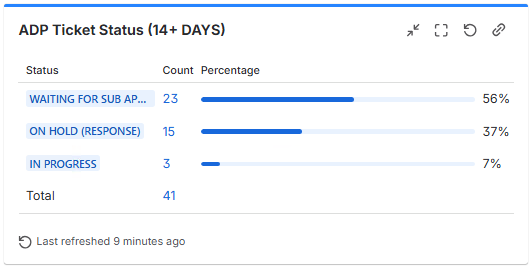 ADP Ticket Status (14+ DAYS)
Status Count Percentage
WAITING FOR SUB AP... 23 56%
ON HOLD (RESPONSE) 15 37%
IN PROGRESS 3 7%
Total 41
Last refreshed 9 minutes ago